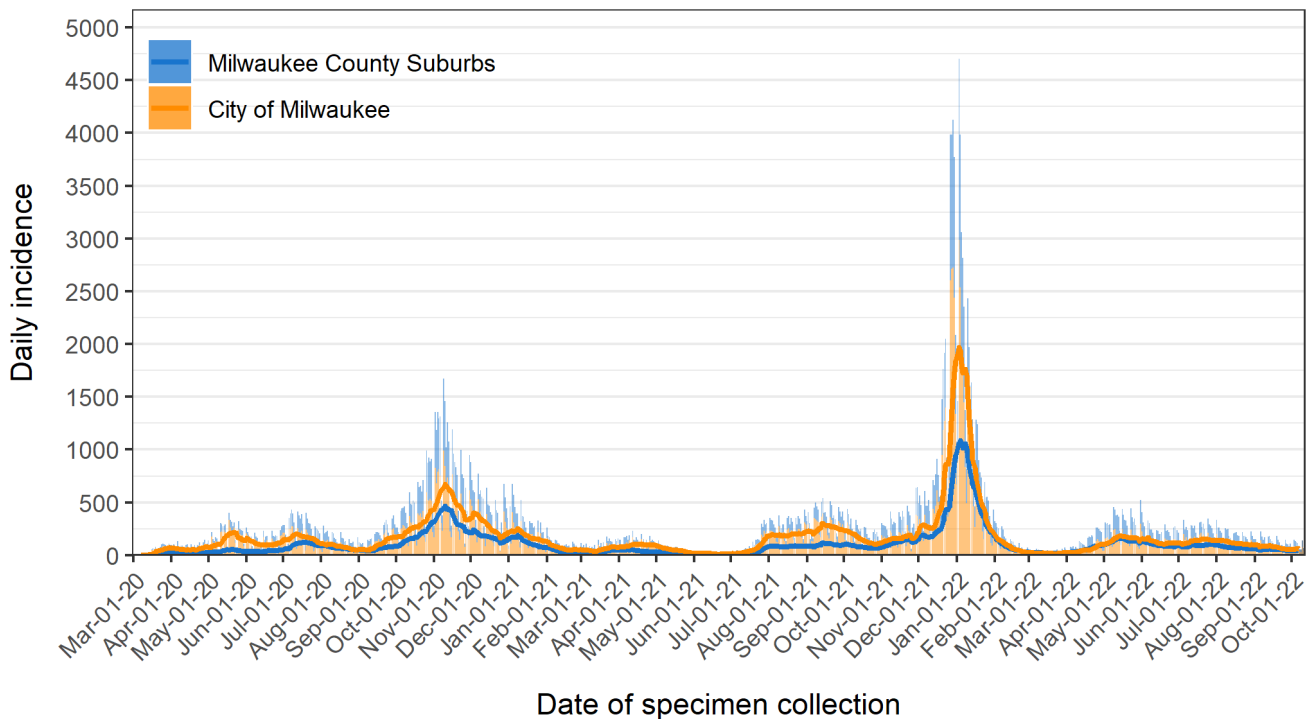 Daily incidence
5000
4500
4000
3500
3000
2500
2000
1500
1000
500
0
Milwaukee County Suburbs
City of Milwaukee
Mar-01-20
Apr-01-20
May-01-20
Jun-01-20
Jul-01-20
Aug-01-20
Sep-01-20
Oct-01-20
Nov-01-20
Dec-01-20
Jan-01-21
Feb-01-21
Mar-01-21
Apr-01-21
May-01-21
Jun-01-21
Jul-01-21
Aug-01-21
Sep-01-21
Oct-01-21
Nov-01-21
Dec-01-21
Jan-01-22
Feb-01-22
Mar-01-22
Apr-01-22
May-01-22
Jun-01-22
Jul-01-22
Aug-01-22
Sep-01-22
Oct-01-22
Date of specimen collection